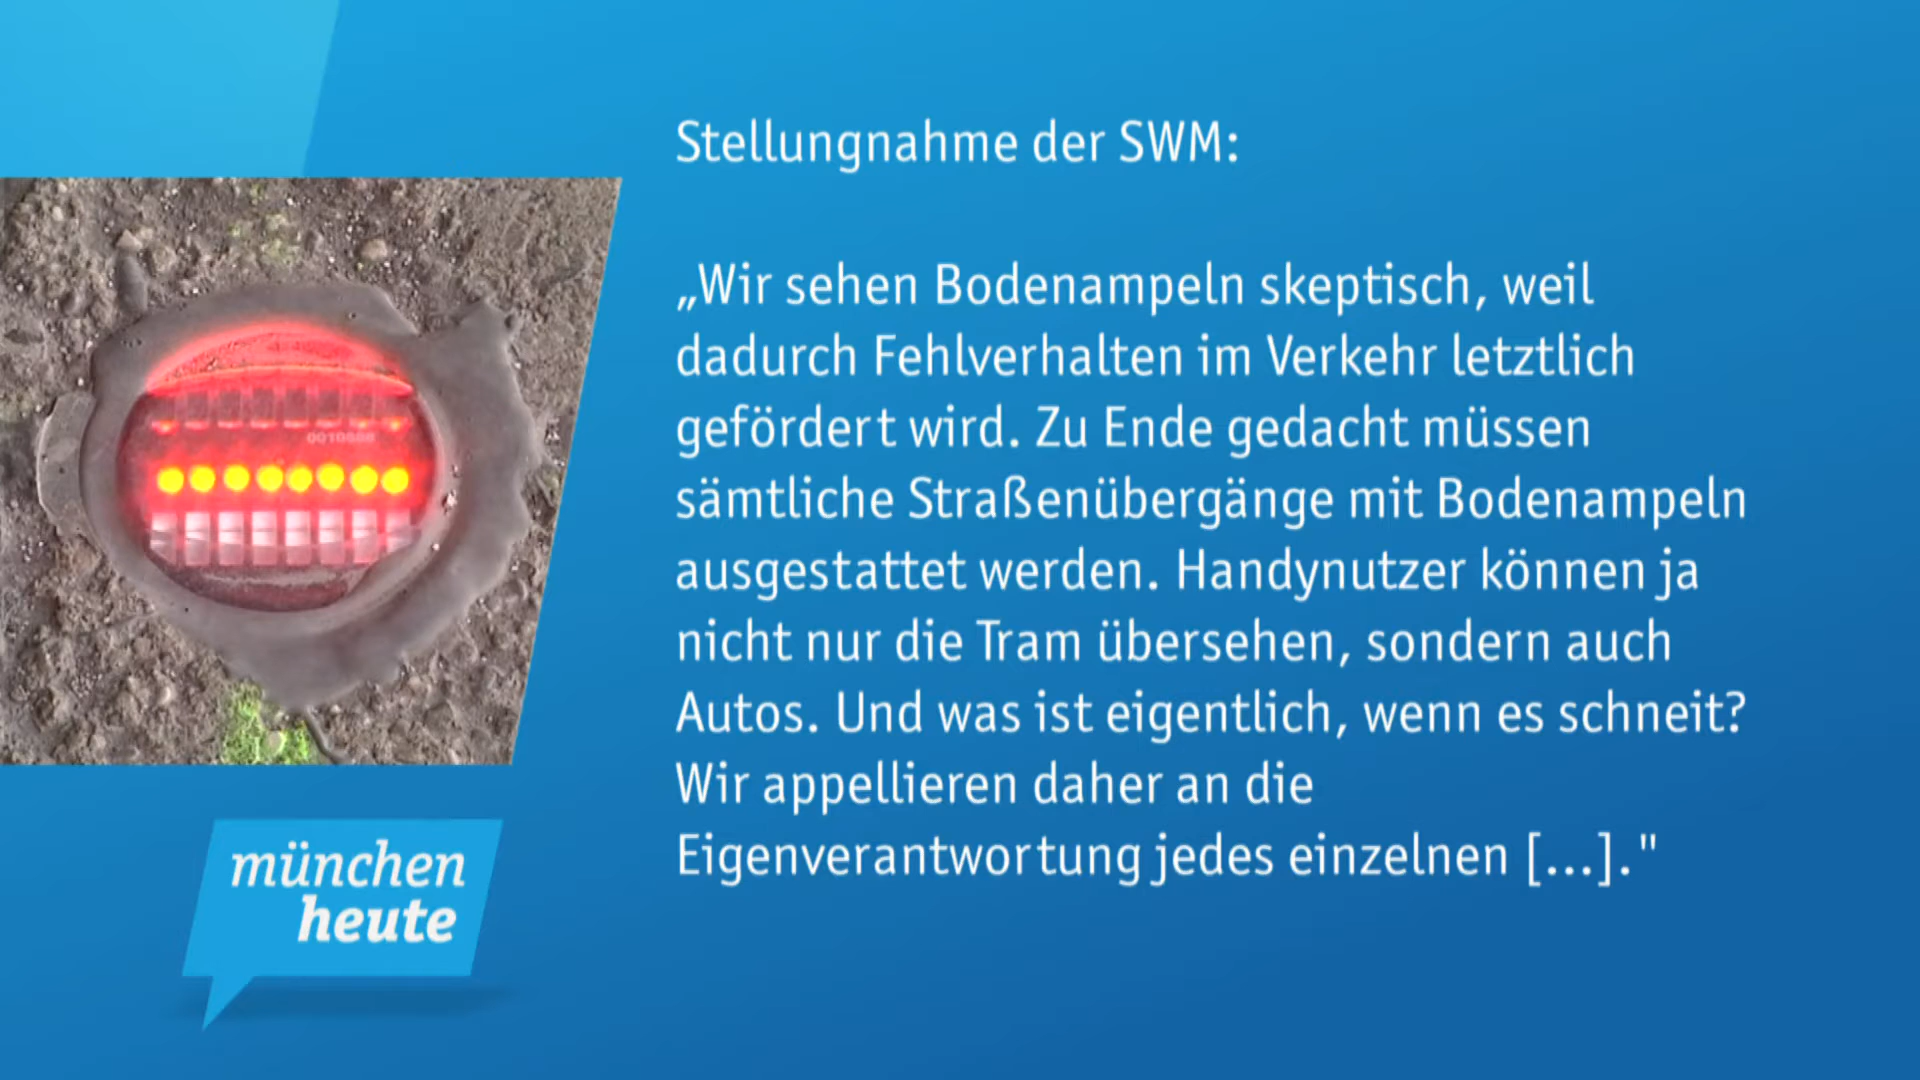 Stellungnahme der SWM:
„Wir sehen Bodenampeln skeptisch, weil
dadurch Fehlverhalten im Verkehr letztlich
gefördert wird. Zu Ende gedacht müssen
sämtliche Straßenübergänge mit Bodenampeln
ausgestattet werden. Handynutzer können ja
nicht nur die Tram übersehen, sondern auch
Autos. Und was ist eigentlich, wenn es schneit?
Wir appellieren daher an die
Eigenverantwortung jedes einzelnen [...]."
münchen
heute